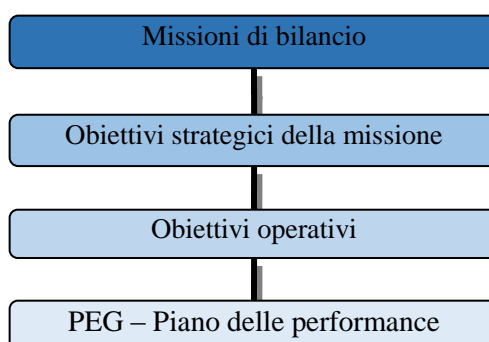 Missioni di bilancio
Obiettivi strategici della missione
Obiettivi operativi
PEG – Piano delle performance